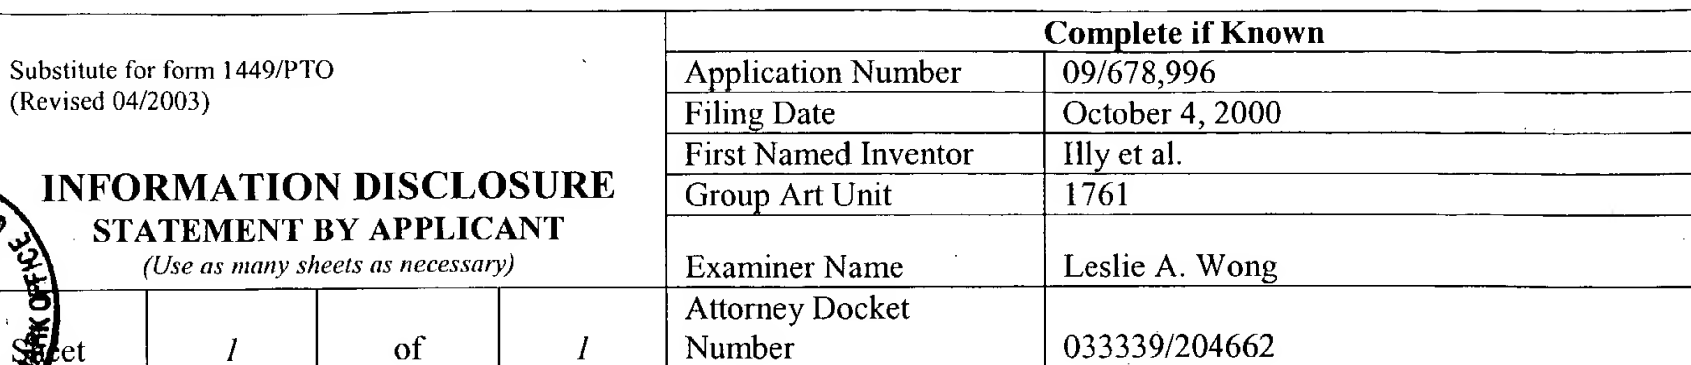 Substitute for form 1449/PTO
(Revised 04/2003)
INFORMATION DISCLOSURE
STATEMENT BY APPLICANT
(Use as many sheets as necessary)
Sheet 1 of 1
Complete if Known
Application Number 09/678,996
Filing Date October 4, 2000
First Named Inventor Illy et al.
Group Art Unit 1761
Examiner Name Leslie A. Wong
Attorney Docket
Number 033339/204662
OFFICE